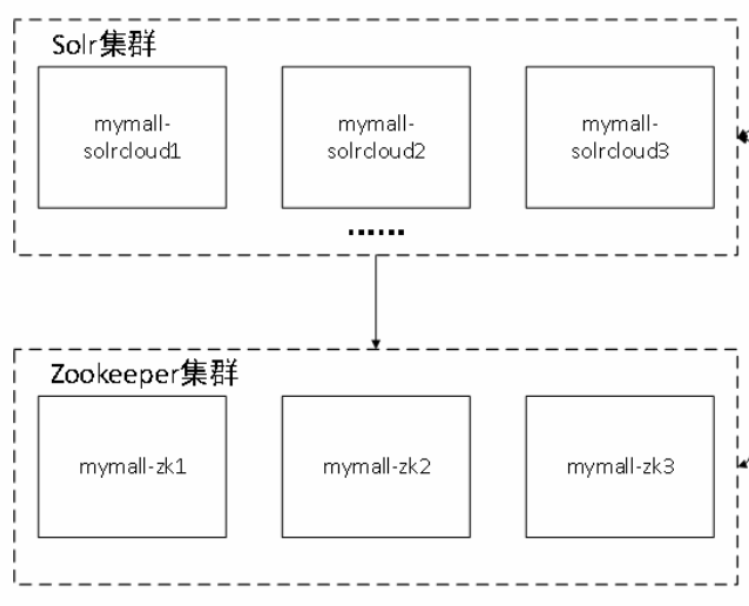 Solr集群
mymall-
solrcloud1
mymall-
solrcloud2
mymall-
solrcloud3
......
Zookeeper集群
mymall-zk1
mymall-zk2
mymall-zk3